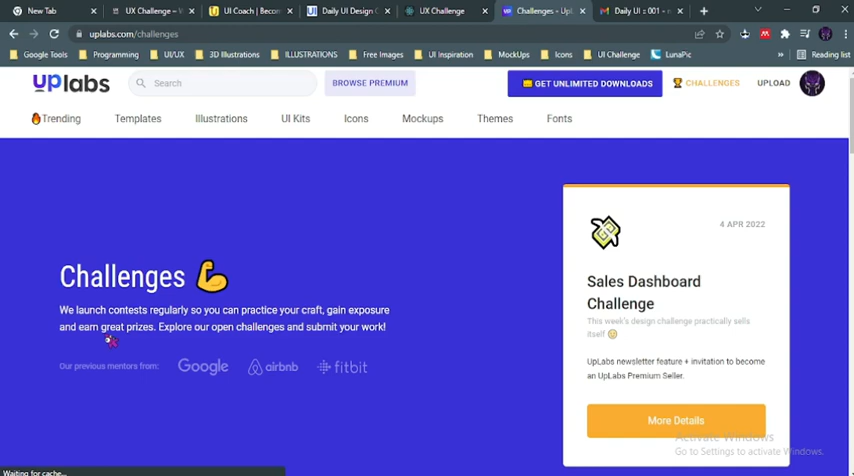 New Tab
UX Challenge – W
UI Coach | Becom
Daily UI Design C
UX Challenge
Challenges - UpL
Daily UI :: 001 - n
uplabs.com/challenges
Google Tools
Programming
UI/UX
3D Illustrations
ILLUSTRATIONS
Free Images
UI Inspiration
MockUps
Icons
UI Challenge
LunaPic
»
Reading list
uplabs
Search
BROWSE PREMIUM
GET UNLIMITED DOWNLOADS
CHALLENGES
UPLOAD
Trending
Templates
Illustrations
UI Kits
Icons
Mockups
Themes
Fonts
Challenges
We launch contests regularly so you can practice your craft, gain exposure
and earn great prizes. Explore our open challenges and submit your work!
Our previous mentors from:
Google
airbnb
fitbit
4 APR 2022
Sales Dashboard
Challenge
This week's design challenge practically sells
itself
UpLabs newsletter feature + invitation to become
an UpLabs Premium Seller.
More Details
Activate Windows
Go to Settings to activate Windows.
Waiting for cache...